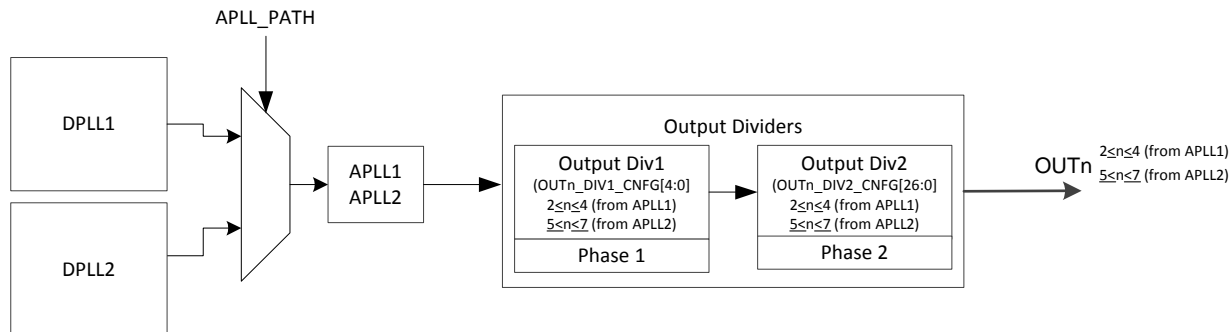 APLL_PATH
DPLL1
DPLL2
APLL1
APLL2
Output Dividers
Output Div1
(OUTn_DIV1_CNFG[4:0]
2≤n≤4 (from APLL1)
5≤n≤7 (from APLL2)
Phase 1
Output Div2
(OUTn_DIV2_CNFG[26:0]
2≤n≤4 (from APLL1)
5≤n≤7 (from APLL2)
Phase 2
OUTn
2≤n≤4 (from APLL1)
5≤n≤7 (from APLL2)